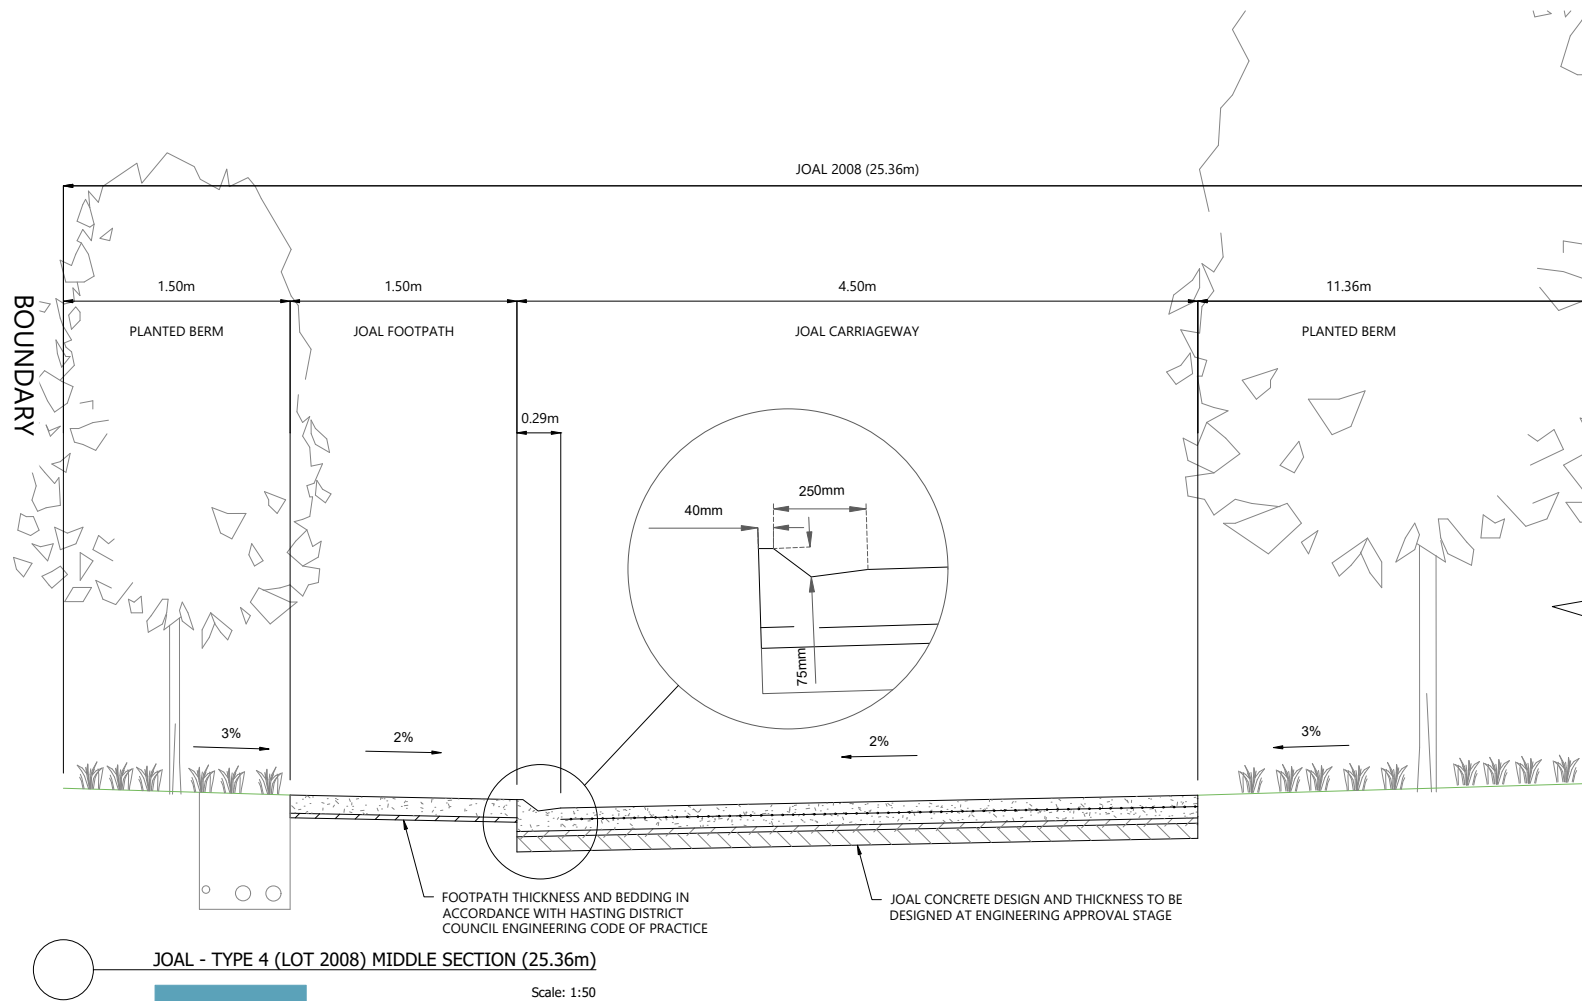 JOAL 2008 (25.36m)
1.50m
1.50m
4.50m
11.36m
BOUNDARY
PLANTED BERM
JOAL FOOTPATH
JOAL CARRIAGEWAY
PLANTED BERM
0.29m
250mm
40mm
75mm
3%
2%
2%
3%
FOOTPATH THICKNESS AND BEDDING IN
ACCORDANCE WITH HASTING DISTRICT
COUNCIL ENGINEERING CODE OF PRACTICE
JOAL CONCRETE DESIGN AND THICKNESS TO BE
DESIGNED AT ENGINEERING APPROVAL STAGE
JOAL - TYPE 4 (LOT 2008) MIDDLE SECTION (25.36m)
Scale: 1:50